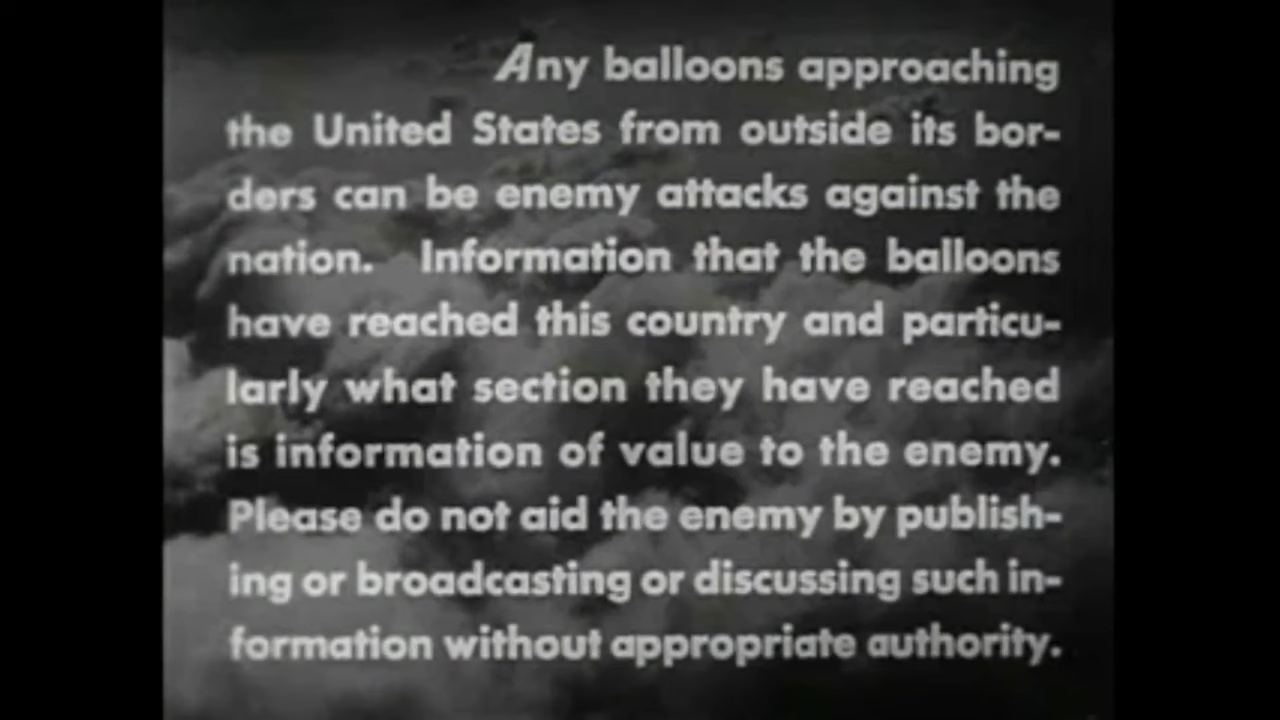 Any balloons approaching
the United States from outside its bor-
ders can be enemy attacks against the
nation. Information that the balloons
have reached this country and particu-
larly what section they have reached
is information of value to the enemy.
Please do not aid the enemy by publish-
ing or broadcasting or discussing such in-
formation without appropriate authority.